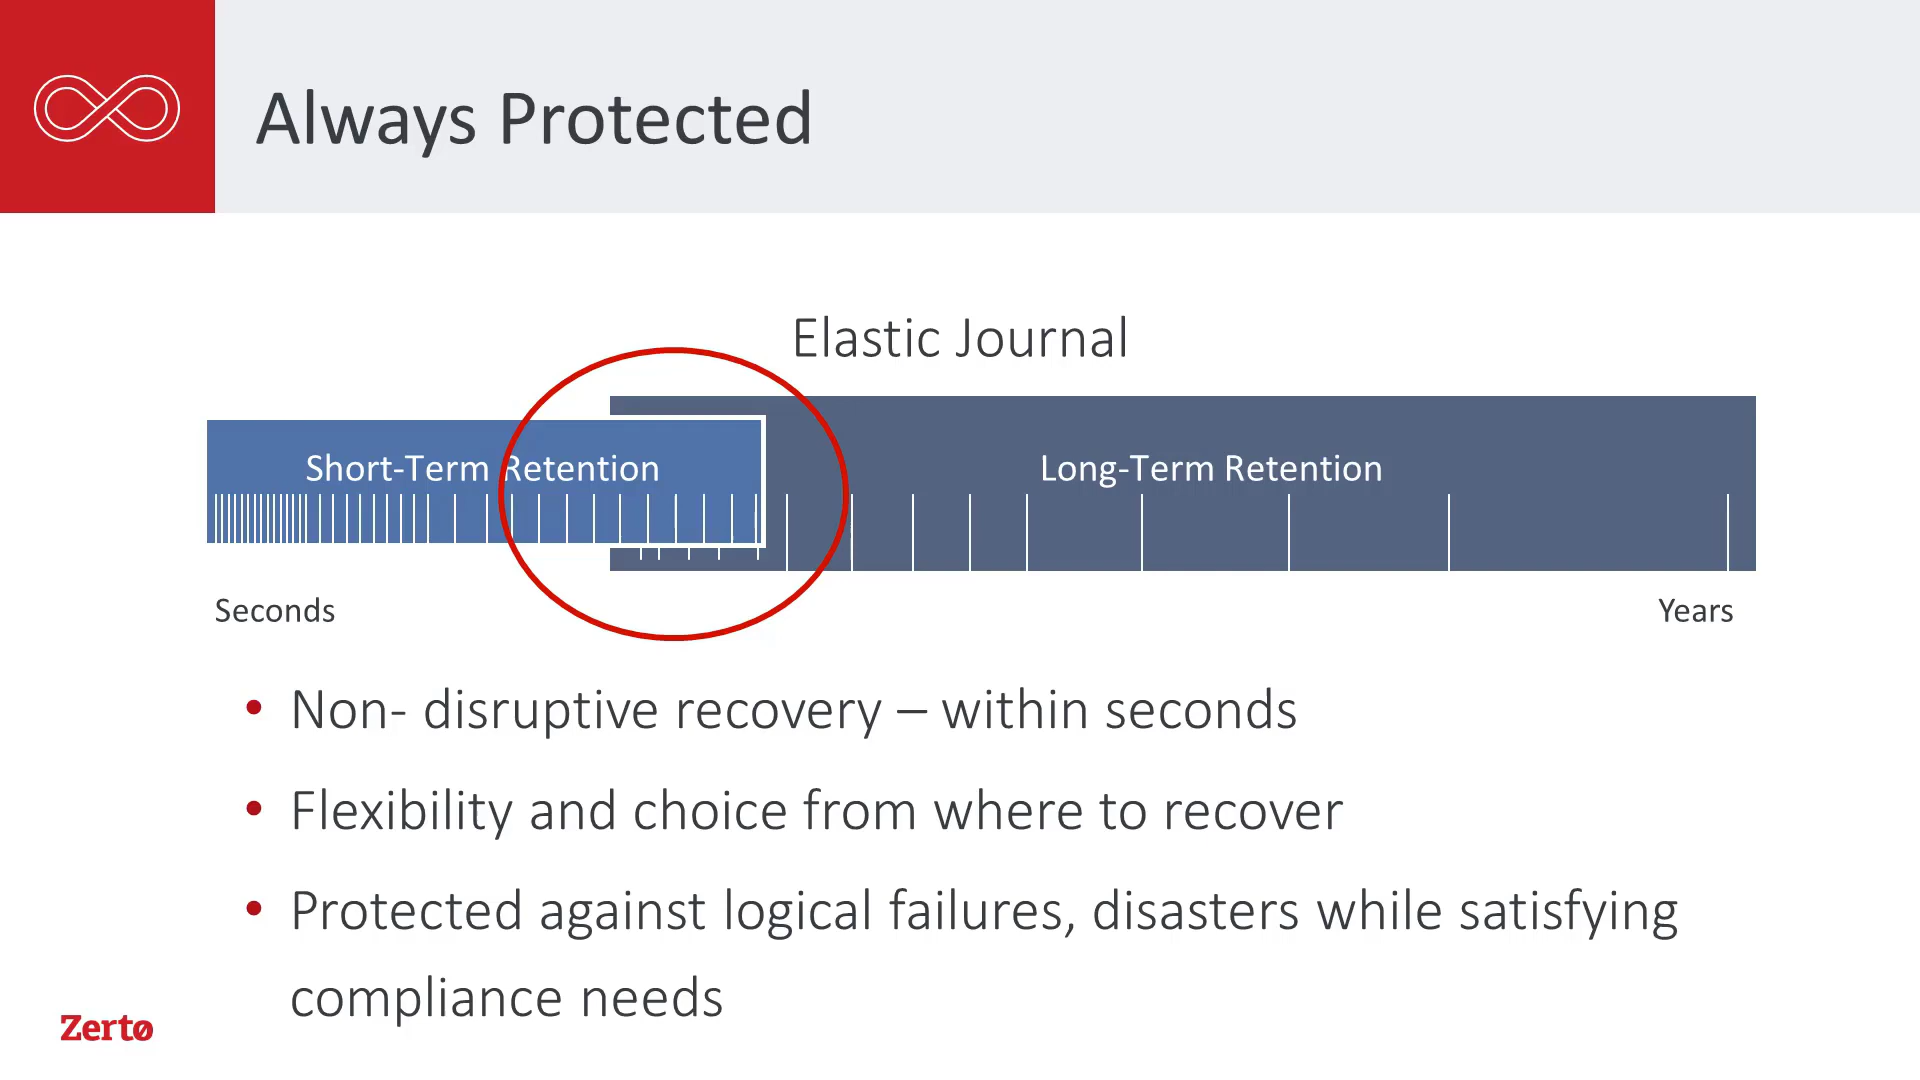 Always Protected
Elastic Journal
Short-Term Retention
Long-Term Retention
Seconds
Years
• Non- disruptive recovery – within seconds
• Flexibility and choice from where to recover
• Protected against logical failures, disasters while satisfying
compliance needs
Zertø